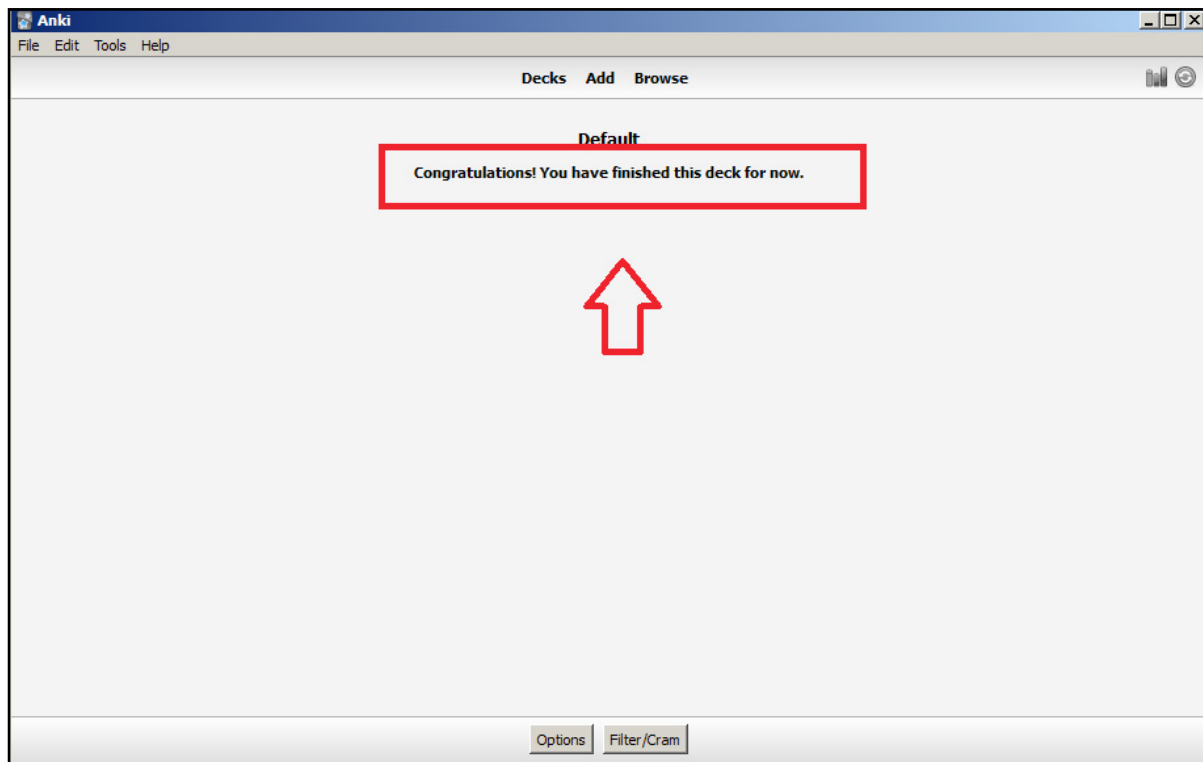 Anki
File Edit Tools Help
Decks Add Browse
Default
Congratulations! You have finished this deck for now.
Options Filter/Cram